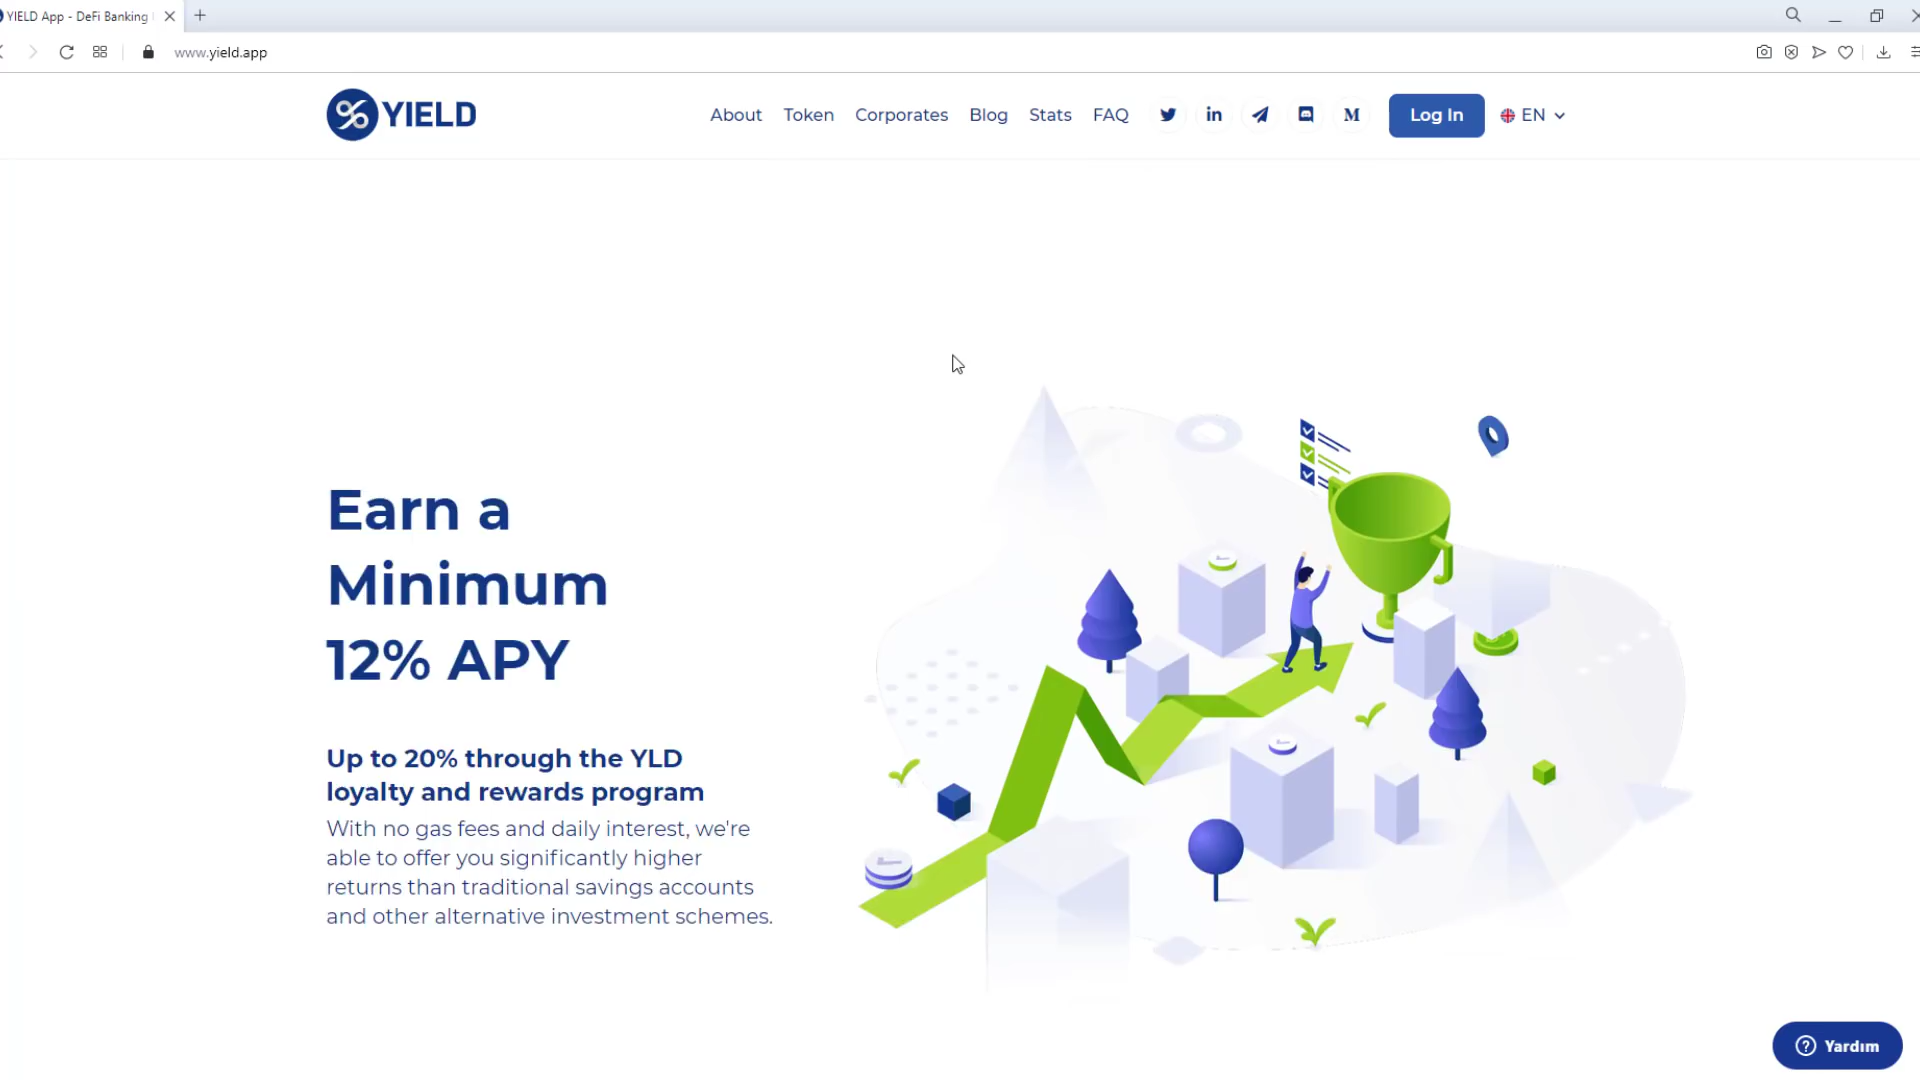 YIELD App - DeFi Banking
www.yield.app
YIELD
About
Token
Corporates
Blog
Stats
FAQ
M
Log In
EN
Earn a
Minimum
12% APY
Up to 20% through the YLD
loyalty and rewards program
With no gas fees and daily interest, we're
able to offer you significantly higher
returns than traditional savings accounts
and other alternative investment schemes.
Yardım